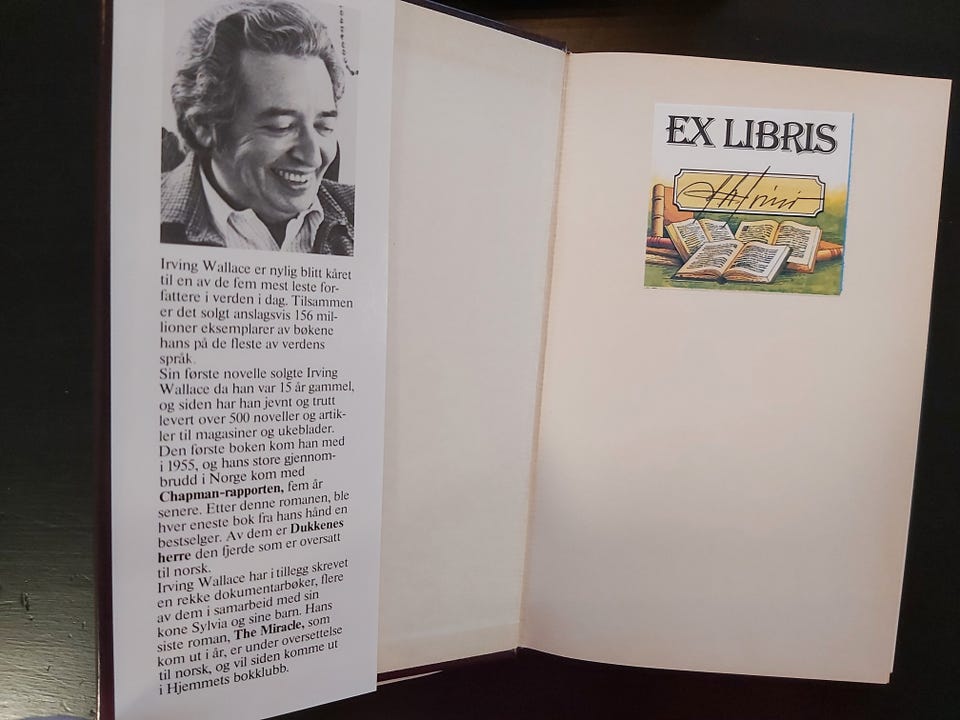 Irving Wallace er nylig blitt kåret
til en av de fem mest leste for-
fattere i verden i dag. Tilsammen
er det solgt anslagsvis 156 mil-
lioner eksemplarer av bøkene
hans på de fleste av verdens
språk.
Sin første novelle solgte Irving
Wallace da han var 15 år gammel,
og siden har han jevnt og trutt
levert over 500 noveller og artik-
ler til magasiner og ukeblader.
Den første boken kom han med
i 1955, og hans store gjennom-
brudd i Norge kom med
Chapman-rapporten, fem år
senere. Etter denne romanen, ble
hver eneste bok fra hans hånd en
bestselger. Av dem er Dukkenes
herre den fjerde som er oversatt
til norsk.
Irving Wallace har i tillegg skrevet
en rekke dokumentarbøker, flere
av dem i samarbeid med sin
kone Sylvia og sine barn. Hans
siste roman, The Miracle, som
kom ut i år, er under oversettelse
til norsk, og vil siden komme ut
i Hjemmets bokklubb.
EX LIBRIS